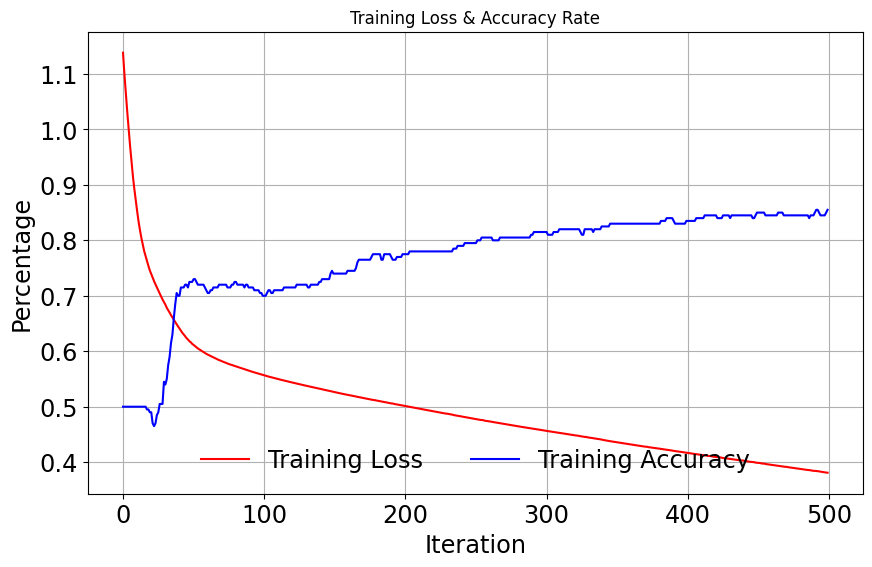 Training Loss & Accuracy Rate
Percentage
1.1
1.0
0.9
0.8
0.7
0.6
0.5
0.4
Training Loss Training Accuracy
0 100 200 300 400 500
Iteration